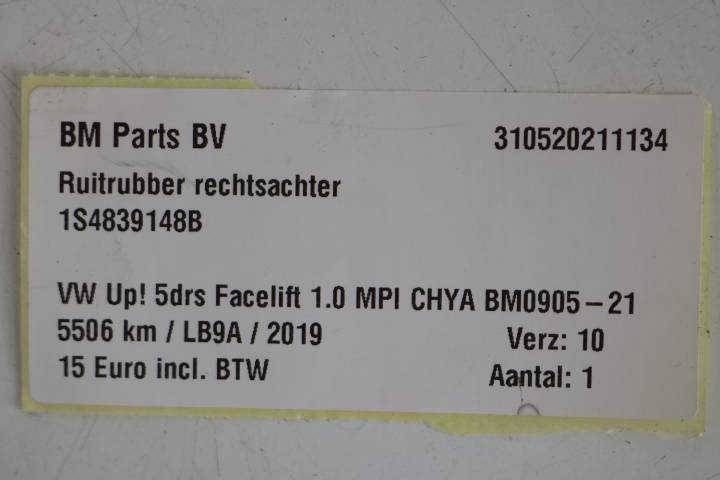 BM Parts BV 310520211134
Ruitrubber rechtsachter
1S4839148B
VW Up! 5drs Facelift 1.0 MPI CHYA BM0905-21
5506 km / LB9A / 2019 Verz: 10
15 Euro incl. BTW Aantal: 1